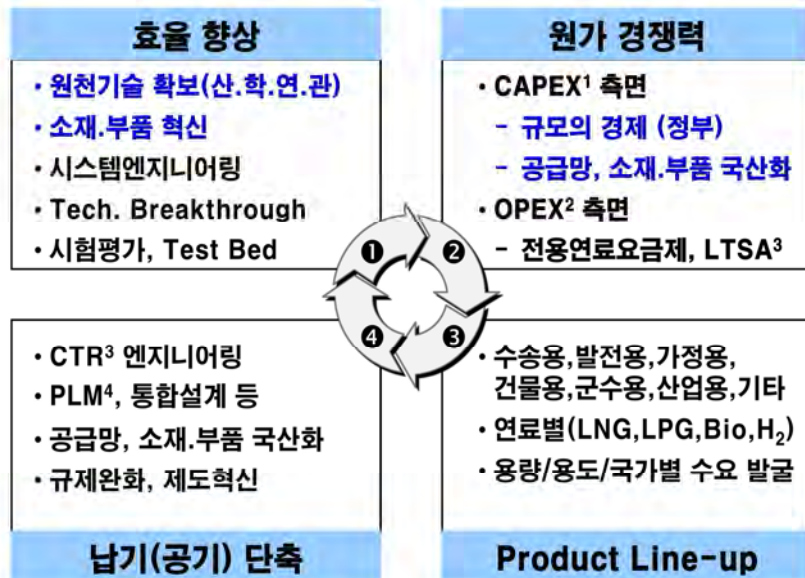 효율 향상
• 원천기술 확보(산.학.연.관)
• 소재.부품 혁신
• 시스템엔지니어링
• Tech. Breakthrough
• 시험평가, Test Bed
원가 경쟁력
• CAPEX¹ 측면
- 규모의 경제 (정부)
- 공급망, 소재.부품 국산화
• OPEX² 측면
- 전용연료요금제, LTSA³
❶
❷
❹
❸
• CTR³ 엔지니어링
• PLM⁴, 통합설계 등
• 공급망, 소재.부품 국산화
• 규제완화, 제도혁신
납기(공기) 단축
• 수송용,발전용,가정용,
건물용,군수용,산업용,기타
• 연료별(LNG,LPG,Bio,H₂)
• 용량/용도/국가별 수요 발굴
Product Line-up